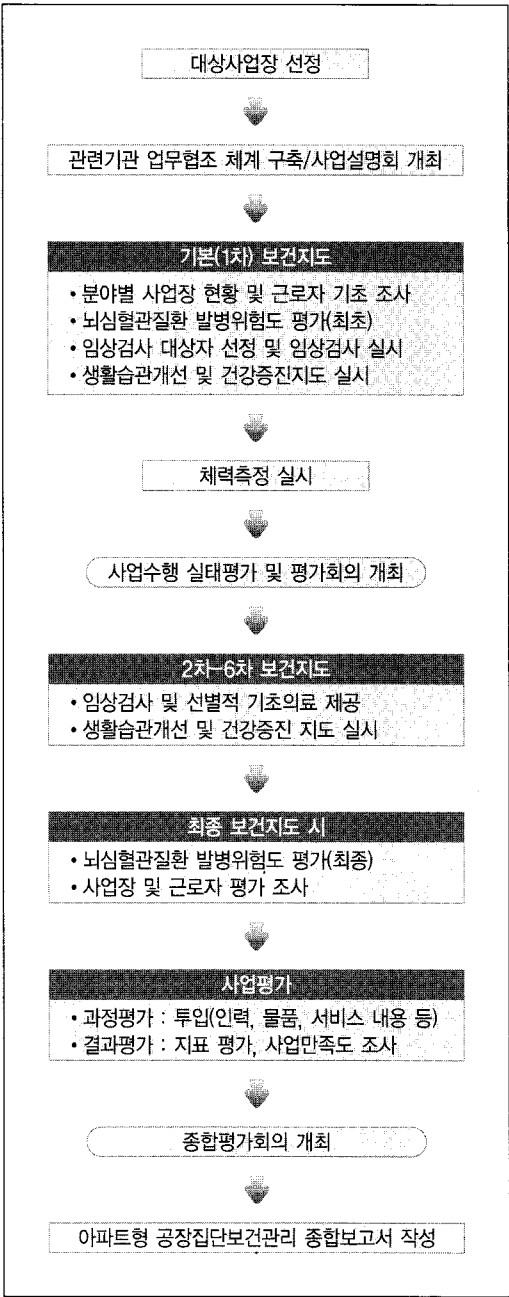 대상사업장 선정
관련기관 업무협조 체계 구축/사업설명회 개최
기본(1차) 보건지도
• 분야별 사업장 현황 및 근로자 기초 조사
• 뇌심혈관질환 발병위험도 평가(최초)
• 임상검사 대상자 선정 및 임상검사 실시
• 생활습관개선 및 건강증진지도 실시
체력측정 실시
사업수행 실태평가 및 평가회의 개최
2차-6차 보건지도
• 임상검사 및 선별적 기초의료 제공
• 생활습관개선 및 건강증진 지도 실시
최종 보건지도 시
• 뇌심혈관질환 발병위험도 평가(최종)
• 사업장 및 근로자 평가 조사
사업평가
• 과정평가 : 투입(인력, 물품, 서비스 내용 등)
• 결과평가 : 지표 평가, 사업만족도 조사
종합평가회의 개최
아파트형 공장집단보건관리 종합보고서 작성